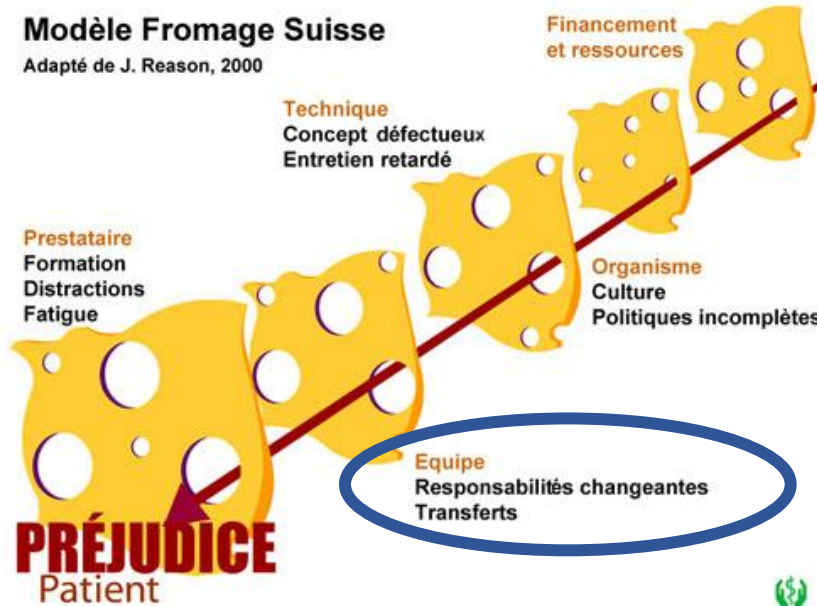 Modèle Fromage Suisse
Adapté de J. Reason, 2000
Financement
et ressources
Technique
Concept défectueux
Entretien retardé
Prestataire
Formation
Distractions
Fatigue
Organisme
Culture
Politiques incomplètes
Equipe
Responsabilités changeantes
Transferts
PRÉJUDICE
Patient